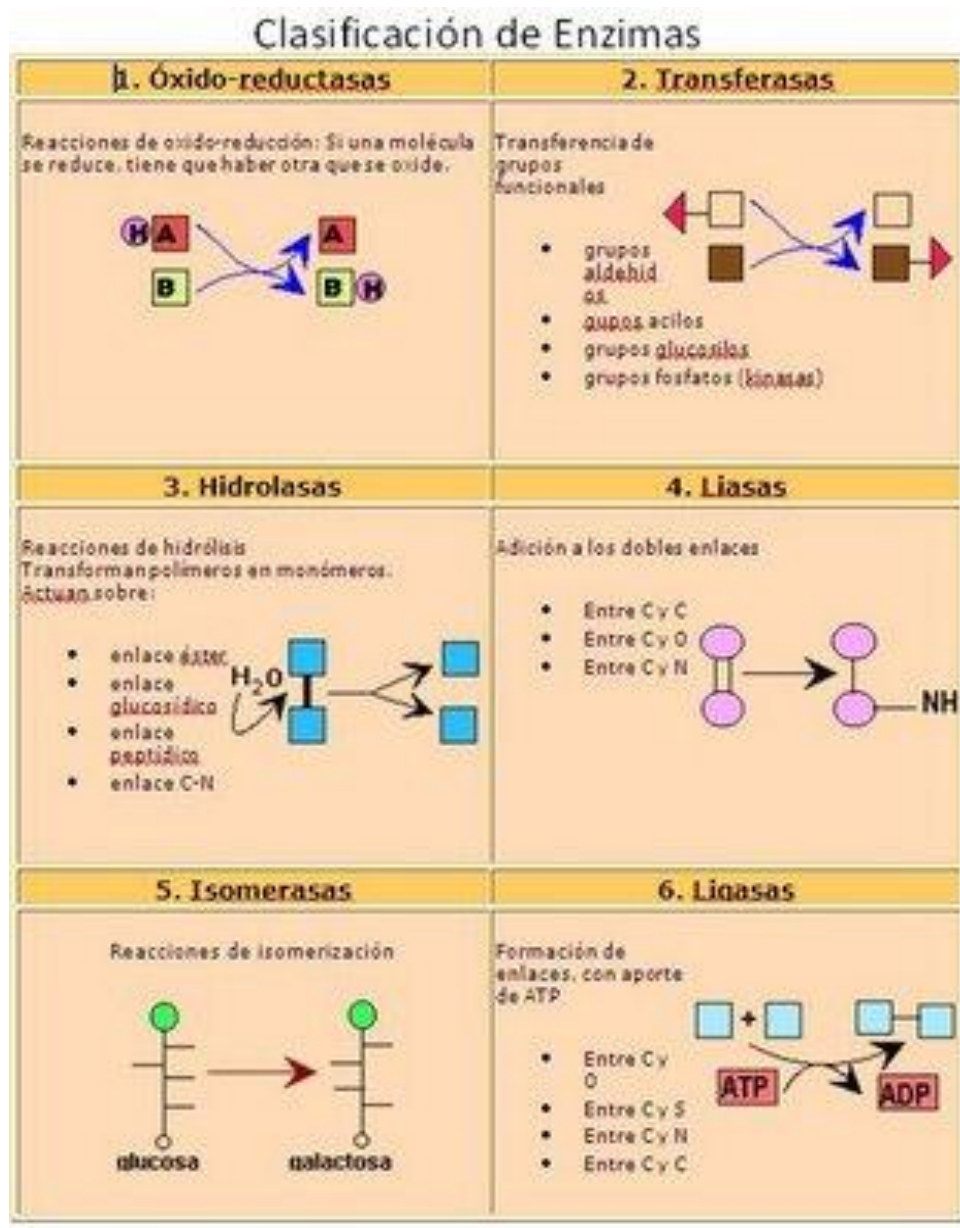 Clasificación de Enzimas
1. Óxido-reductasas
Reacciones de oxido-reducción: Si una molécula
se reduce, tiene que haber otra que se oxide.
H A
A
B
B H
2. Transferasas
Transferencia de
grupos
funcionales
• grupos
aldehid
os
• gupos acilos
• grupos glucosilos
• grupos fosfatos (kinasas)
3. Hidrolasas
Reacciones de hidrólisis
Transforman polímeros en monómeros.
Actuan sobre:
• enlace éster
• enlace
glucosídico
• enlace
peptídico
• enlace C-N
H₂O
4. Liasas
Adición a los dobles enlaces
• Entre C y C
• Entre C y O
• Entre C y N
NH
5. Isomerasas
Reacciones de isomerización
glucosa
galactosa
6. Ligasas
Formación de
enlaces, con aporte
de ATP
• Entre C y
O
• Entre C y S
• Entre C y N
• Entre C y C
+
ATP
ADP